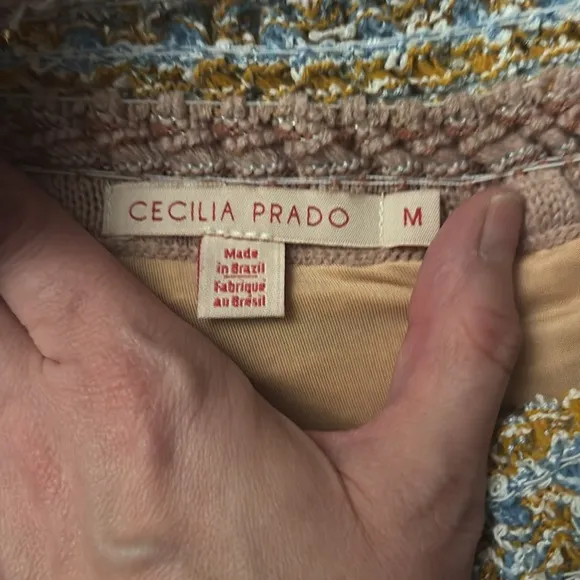 CECILIA PRADO M
Made
in Brazil
Fabriqué
au Brésil